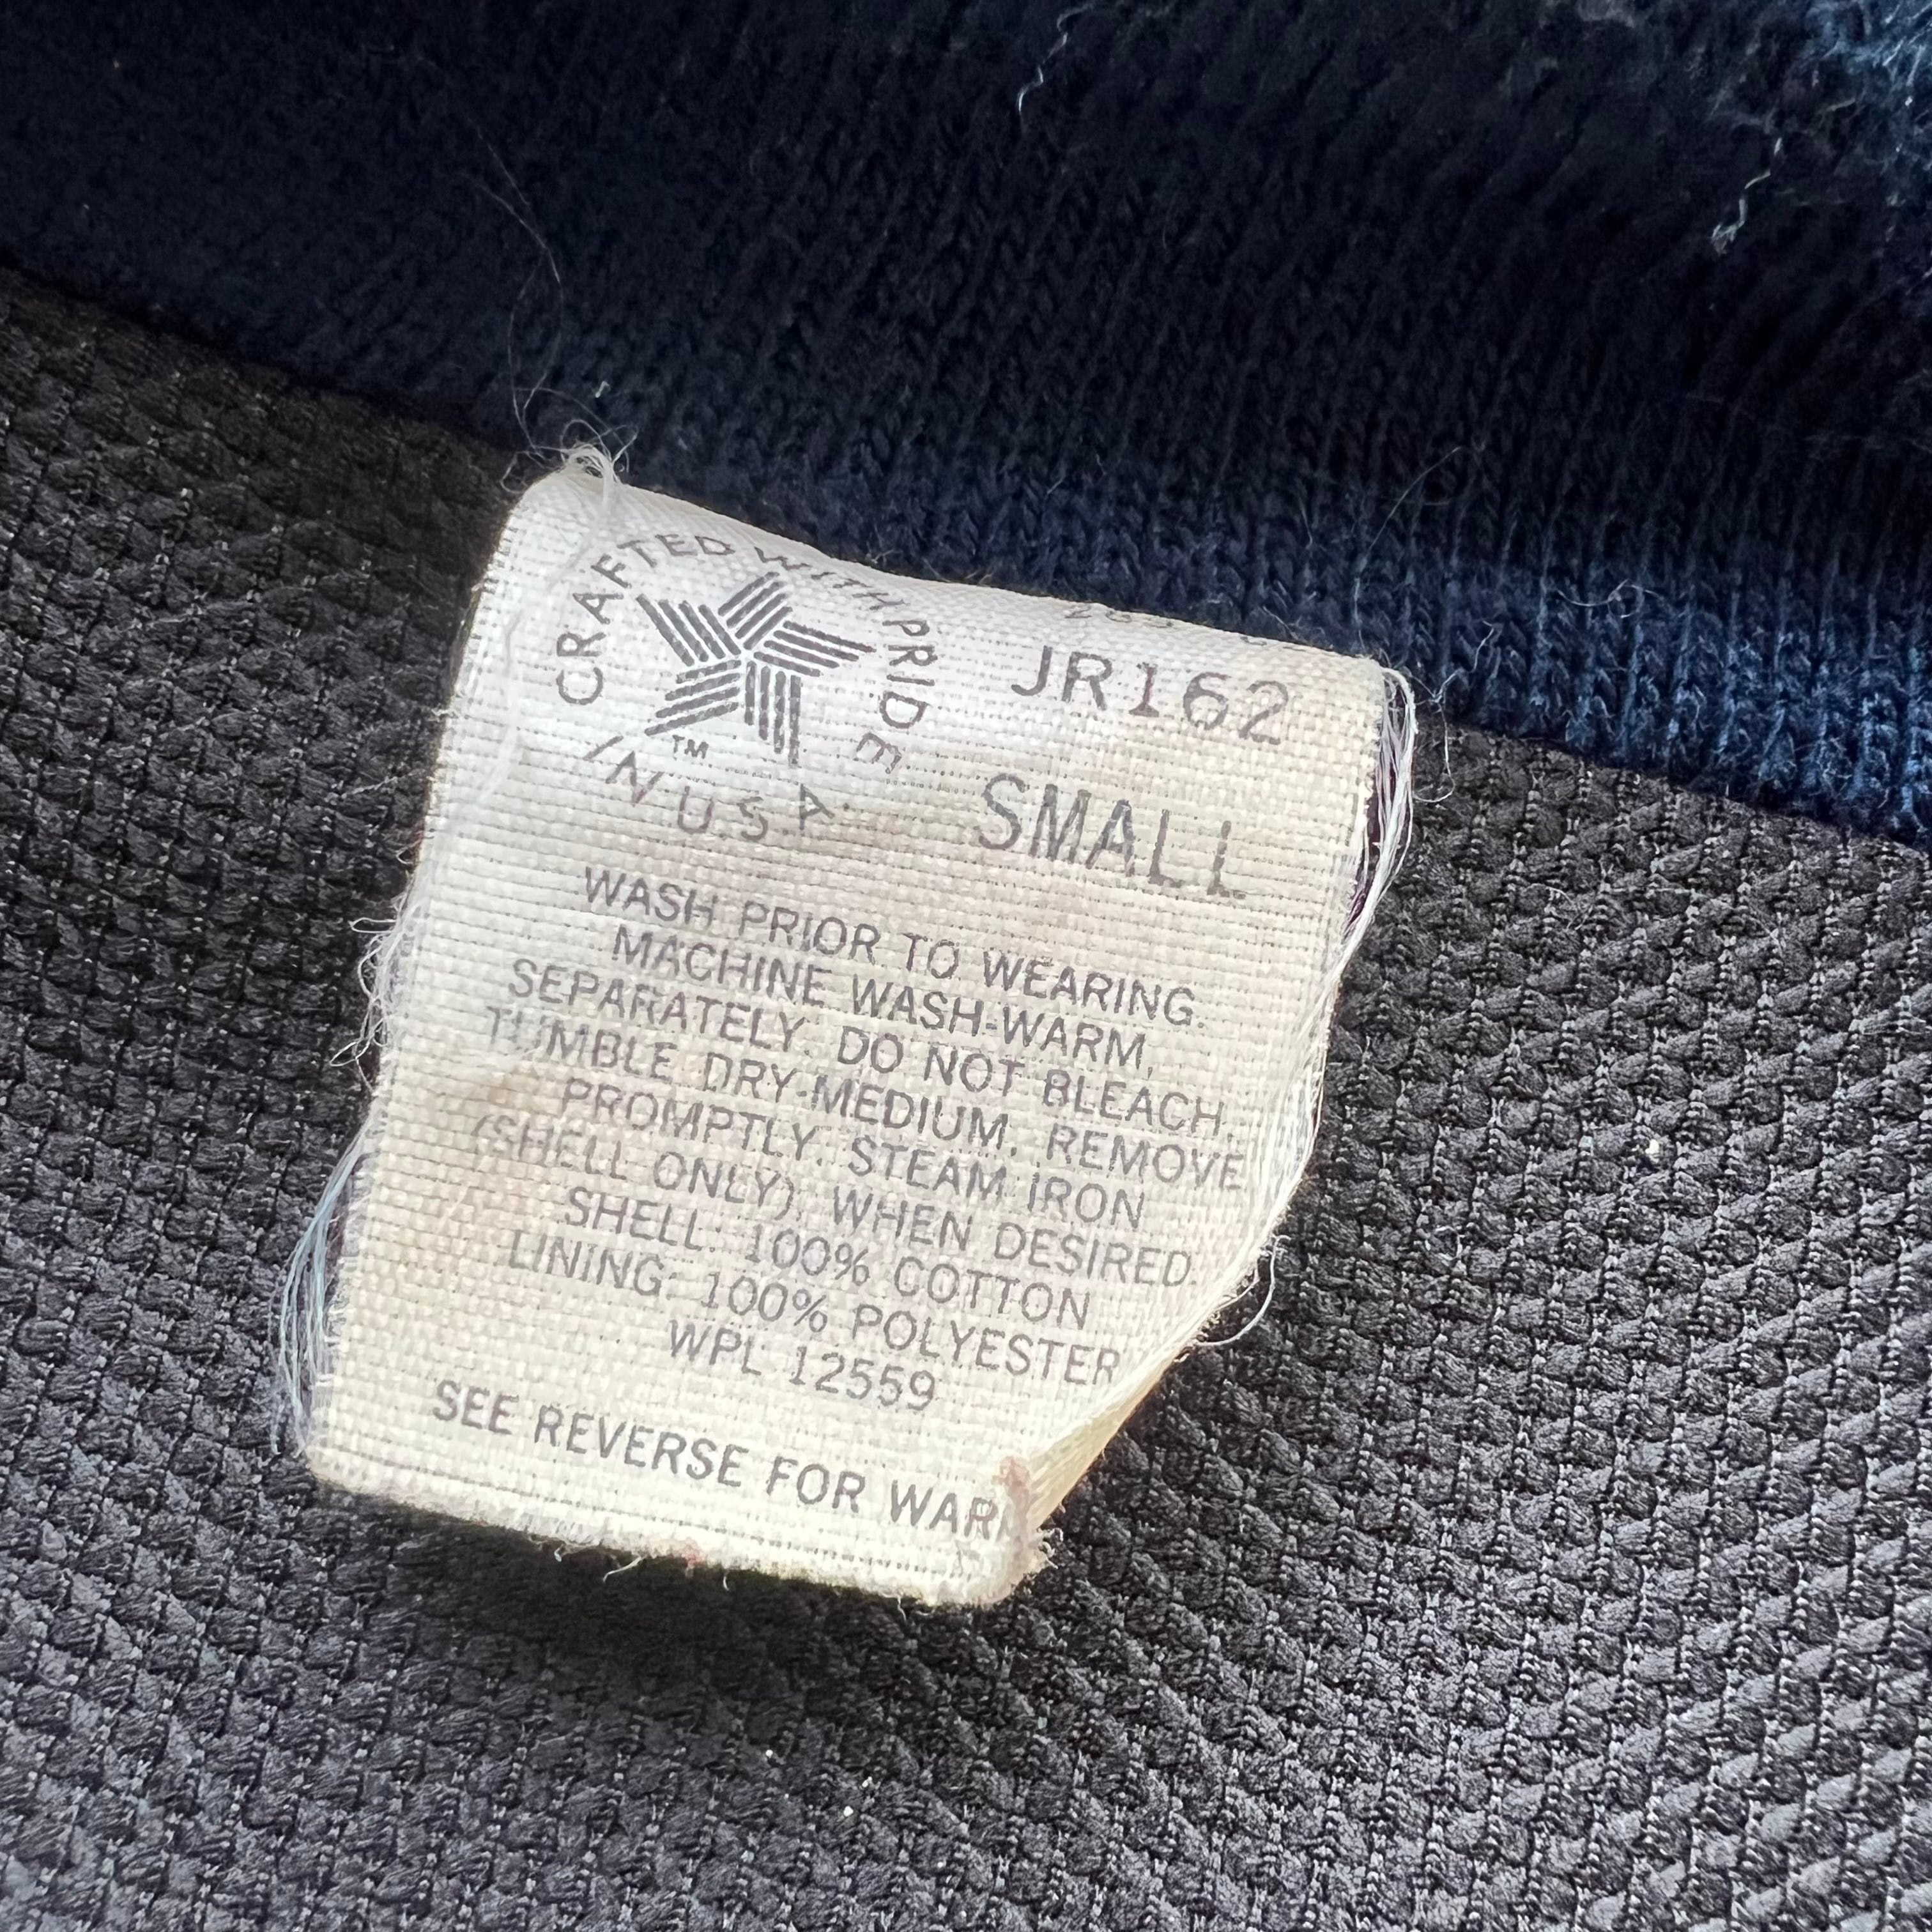 CRAFTED WITH PRIDE
IN U.S.A.
TM
JR162
SMALL
WASH PRIOR TO WEARING.
MACHINE WASH-WARM,
SEPARATELY. DO NOT BLEACH.
TUMBLE DRY-MEDIUM. REMOVE
PROMPTLY. STEAM IRON
(SHELL ONLY), WHEN DESIRED.
SHELL: 100% COTTON
LINING: 100% POLYESTER
WPL 12559
SEE REVERSE FOR WAR